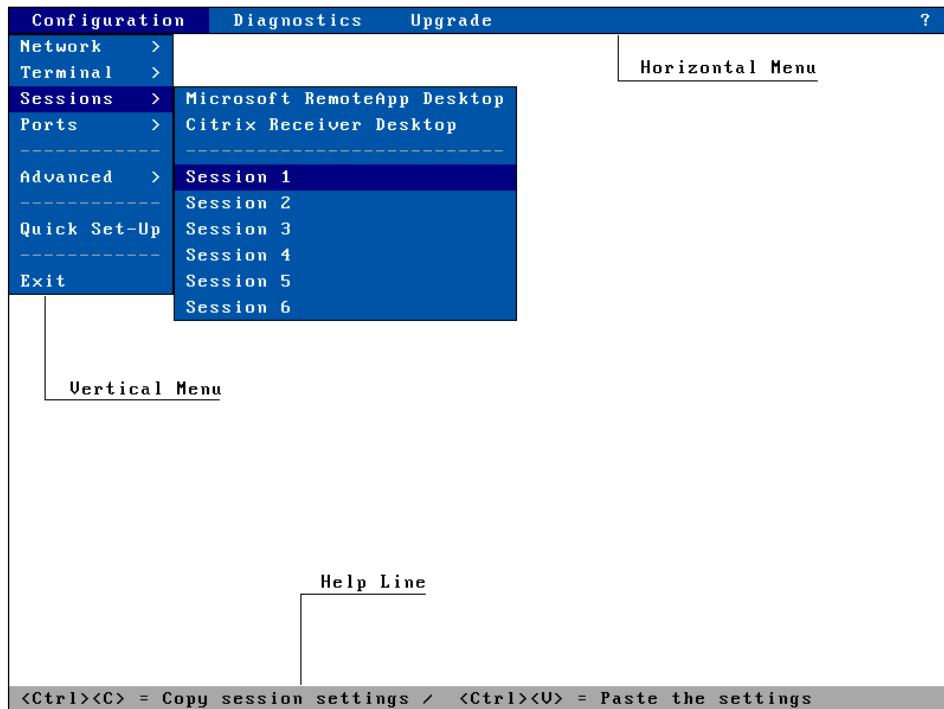 Configuration Diagnostics Upgrade ?
Network >
Terminal >
Sessions >
Ports >
------------
Advanced >
------------
Quick Set-Up
------------
Exit
Microsoft RemoteApp Desktop
Citrix Receiver Desktop
---------------------------
Session 1
Session 2
Session 3
Session 4
Session 5
Session 6
Horizontal Menu
Vertical Menu
Help Line
<Ctrl><C> = Copy session settings / <Ctrl><V> = Paste the settings